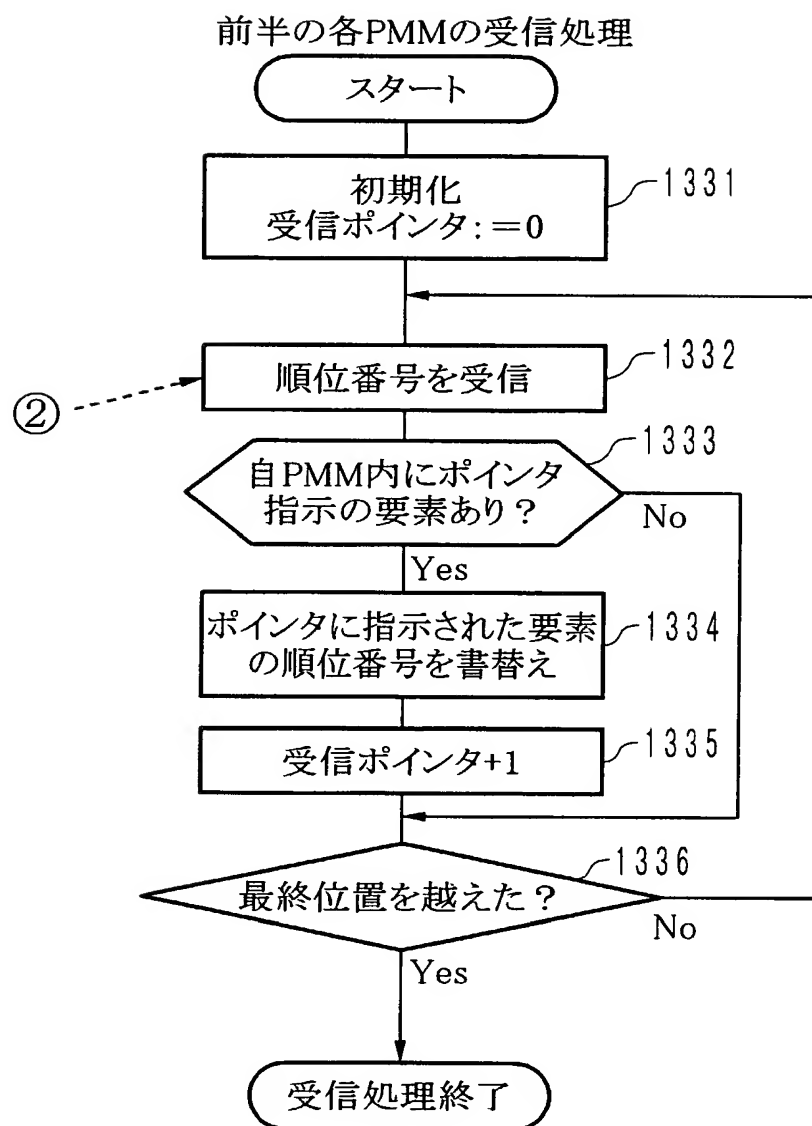 前半の各PMMの受信処理
スタート
初期化
受信ポインタ:=0
1331
順位番号を受信
1332
②
1333
自PMM内にポインタ
指示の要素あり?
No
Yes
ポインタに指示された要素
の順位番号を書替え
1334
受信ポインタ+1
1335
1336
最終位置を越えた?
No
Yes
受信処理終了